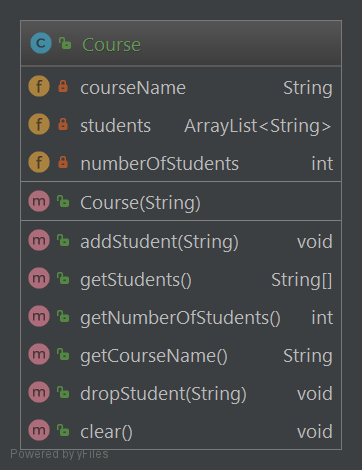 C Course
f courseName String
f students ArrayList<String>
f numberOfStudents int
m Course(String)
m addStudent(String) void
m getStudents() String[]
m getNumberOfStudents() int
m getCourseName() String
m dropStudent(String) void
m clear() void
Powered by yFiles